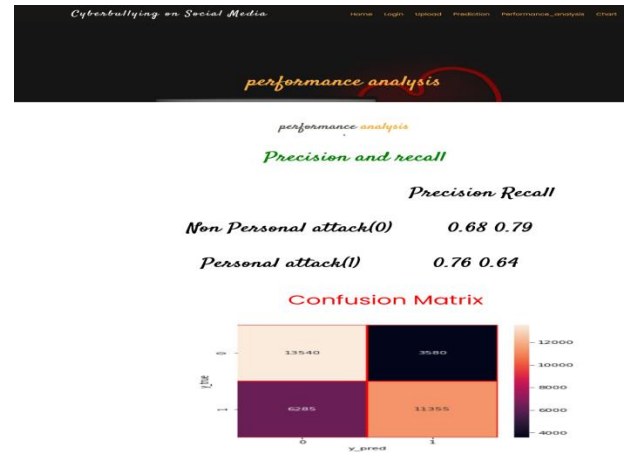 Cyberbullying on Social Media Home Login Upload Prediction Performance_analysis Chart
performance analysis
performance analysis
Precision and recall
Precision Recall
Non Personal attack(0) 0.68 0.79
Personal attack(1) 0.76 0.64
Confusion Matrix
0 13540 3580
1 6285 11355
y_true
0 1
y_pred
12000
10000
8000
6000
4000